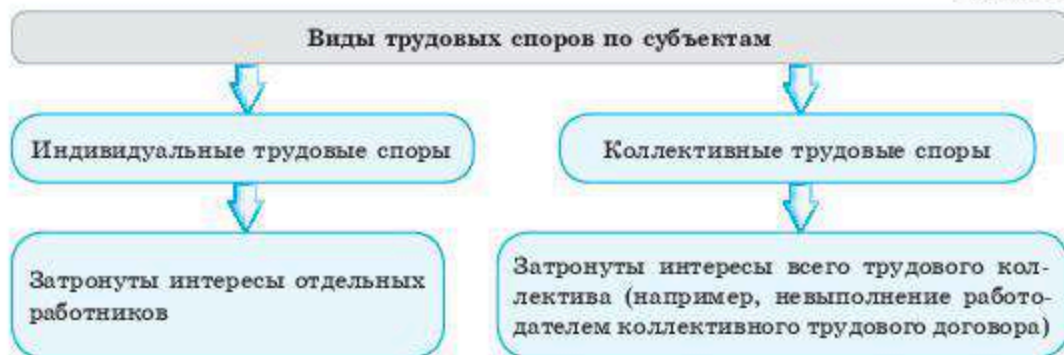 Виды трудовых споров по субъектам
Индивидуальные трудовые споры
Коллективные трудовые споры
Затронуты интересы отдельных
работников
Затронуты интересы всего трудового кол-
лектива (например, невыполнение работо-
дателем коллективного трудового договора)